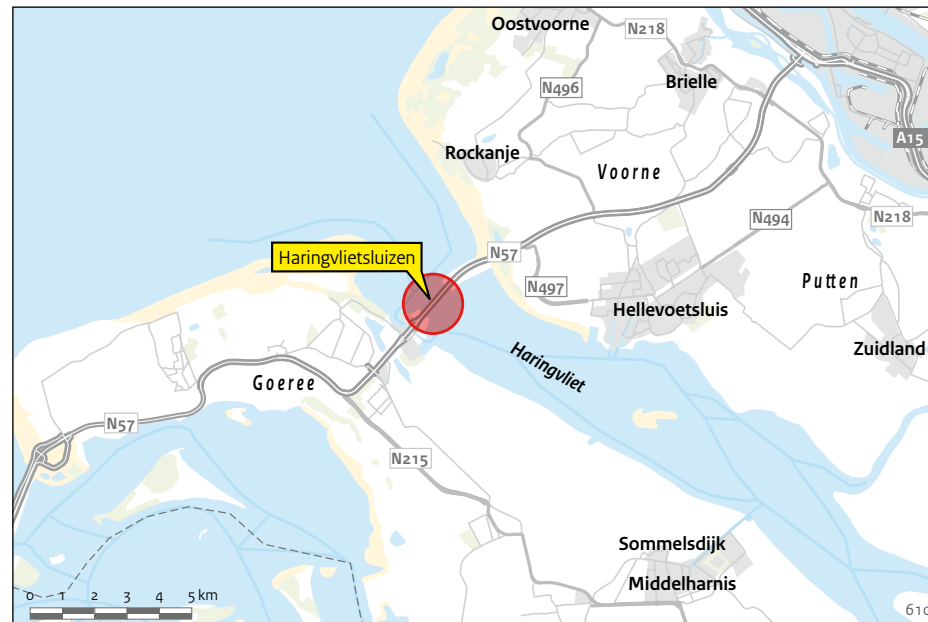 Oostvoorne
N218
N496
Brielle
A15
Rockanje
Voorne
N494
N218
Haringvlietsluizen
N57
N497
Putten
Hellevoetsluis
Zuidland
Haringvliet
Goeree
N57
N215
Sommelsdijk
Middelharnis
0 1 2 3 4 5 km